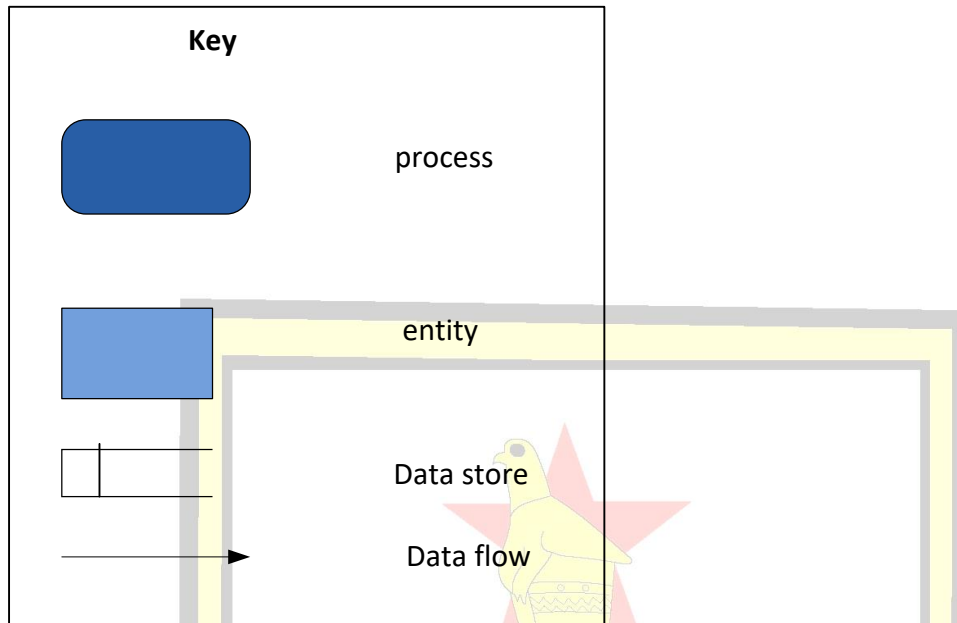 Key
process
entity
Data store
Data flow